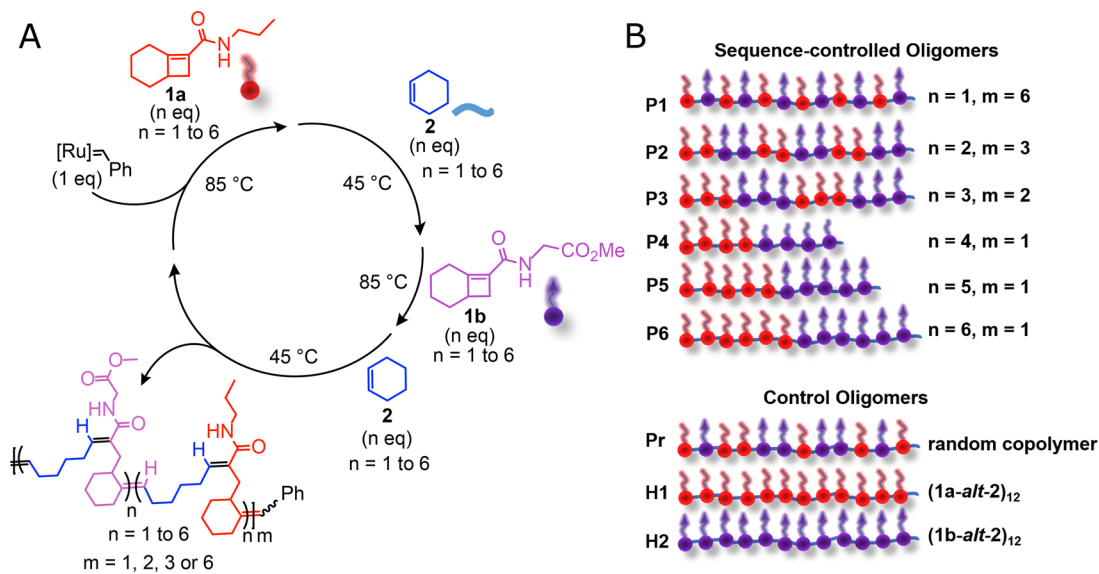 A
O
N
H
1a
(n eq)
n = 1 to 6
[Ru]
Ph
(1 eq)
85 °C
2
(n eq)
n = 1 to 6
45 °C
O
N
H
CO2Me
1b
(n eq)
n = 1 to 6
85 °C
2
(n eq)
n = 1 to 6
45 °C
O
O
HN
H
O
n
H
H
HN
O
Ph
n
m
n = 1 to 6
m = 1, 2, 3 or 6
B
Sequence-controlled Oligomers
P1 n = 1, m = 6
P2 n = 2, m = 3
P3 n = 3, m = 2
P4 n = 4, m = 1
P5 n = 5, m = 1
P6 n = 6, m = 1
Control Oligomers
Pr random copolymer
H1 (1a-alt-2)12
H2 (1b-alt-2)12